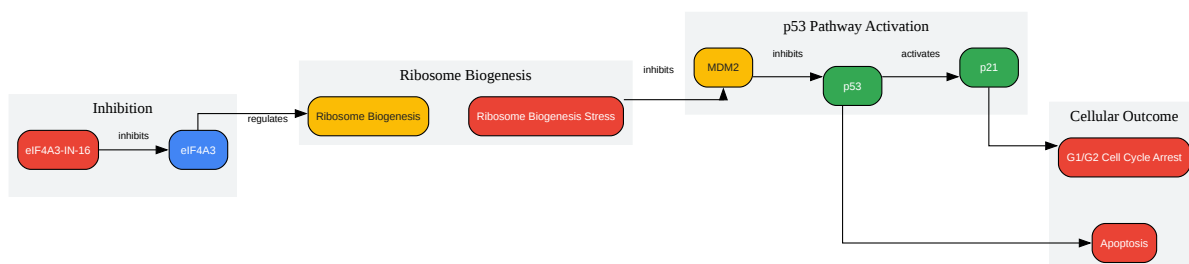 Inhibition
eIF4A3-IN-16
inhibits
eIF4A3
regulates
Ribosome Biogenesis
Ribosome Biogenesis
Ribosome Biogenesis Stress
inhibits
p53 Pathway Activation
MDM2
inhibits
p53
activates
p21
Cellular Outcome
G1/G2 Cell Cycle Arrest
Apoptosis